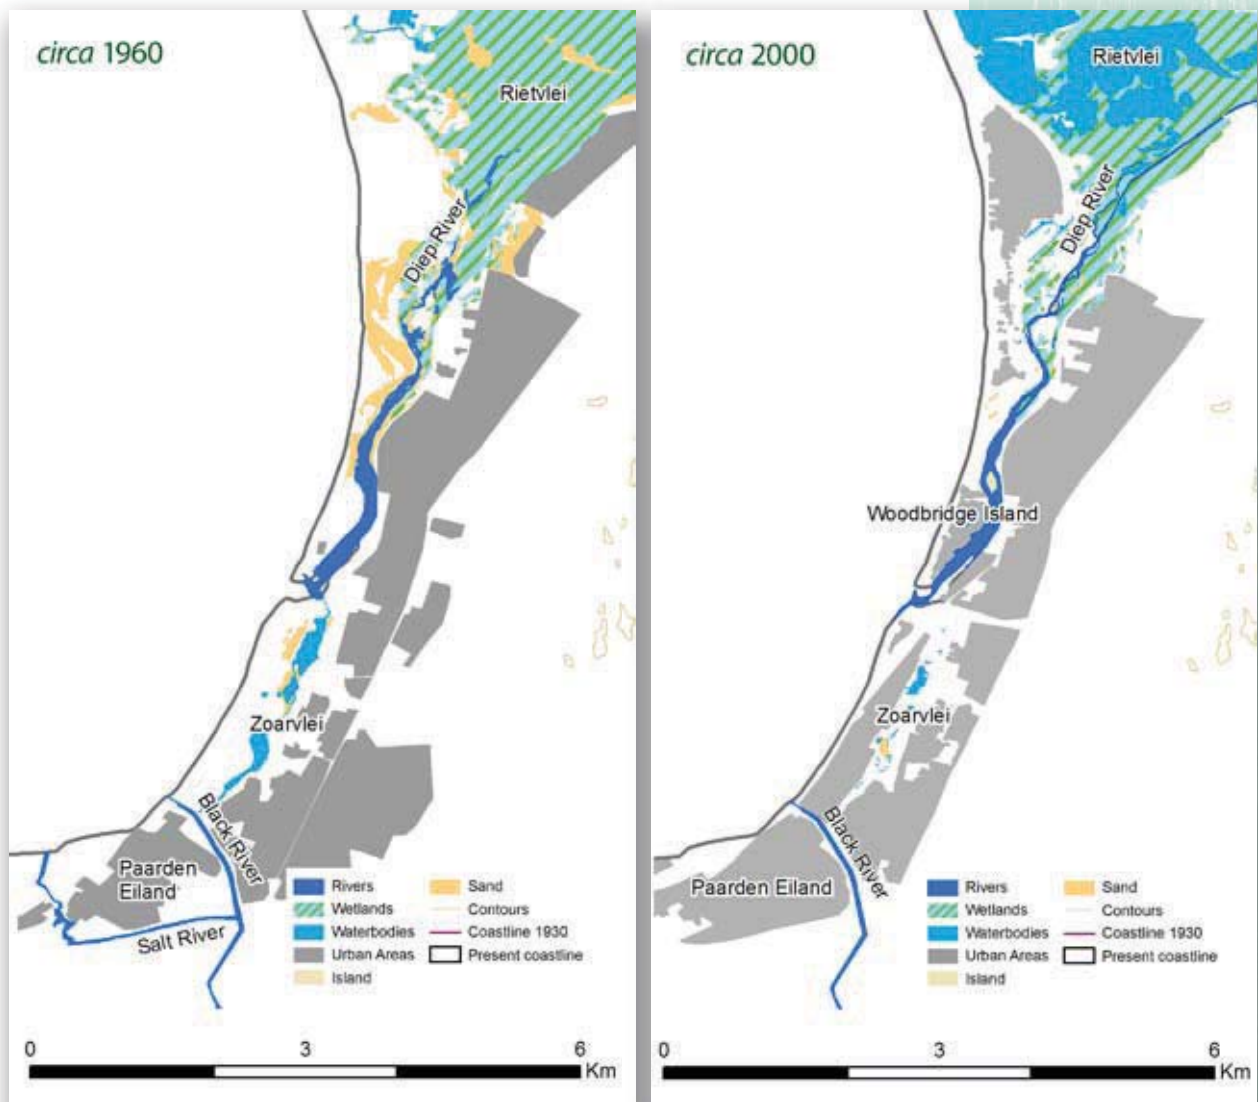 circa 1960
Rietvlei
Diep River
Zoarvlei
Black River
Paarden
Eiland
Salt River
Rivers
Wetlands
Waterbodies
Urban Areas
Island
Sand
Contours
Coastline 1930
Present coastline
0 3 6
Km
circa 2000
Rietvlei
Diep River
Woodbridge Island
Zoarvlei
Black River
Paarden Eiland
Rivers
Wetlands
Waterbodies
Urban Areas
Island
Sand
Contours
Coastline 1930
Present coastline
0 3 6
Km